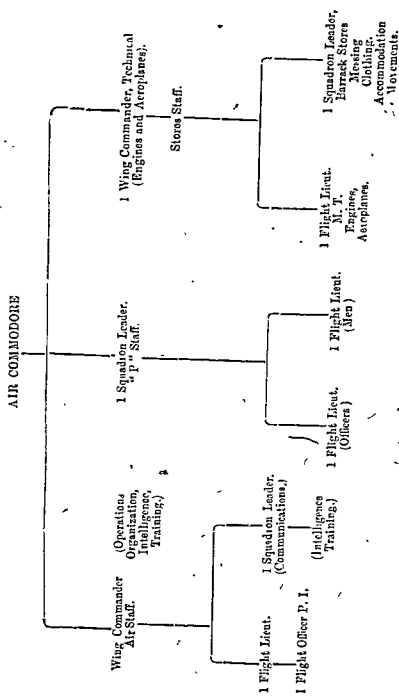 AIR COMMODORE
Wing Commander
Air Staff.
(Operations
Organization,
Intelligence,
Training.)
1 Squadron Leader.
"P" Staff.
1 Wing Commander, Technical
(Engines and Aeroplanes).
Stores Staff.
1 Flight Lieut.
1 Flight Officer P. I.
1 Squadron Leader.
(Communications.)
(Intelligence
Training.)
1 Flight Lieut.
(Officers)
1 Flight Lieut.
(Men)
1 Flight Lieut.
M. T.
Engines,
Aeroplanes.
1 Squadron Leader,
Barrack Stores
Messing
Clothing.
Accommodation
Movements.